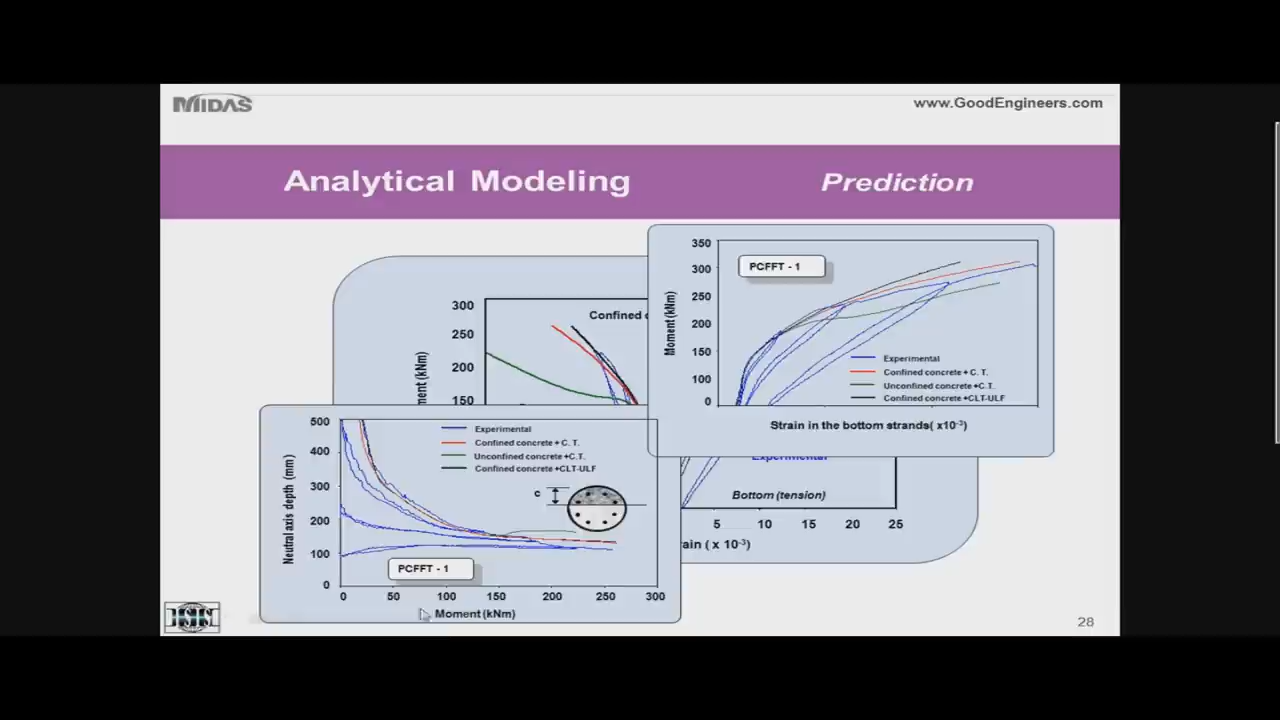 MIDAS
www.GoodEngineers.com
Analytical Modeling
Prediction
350
300
250
200
150
100
0
Moment (kNm)
PCFFT - 1
Experimental
Confined concrete + C. T.
Unconfined concrete +C.T.
Confined concrete +CLT-ULF
Strain in the bottom strands( x10-3)
300
250
200
150
Confined
Experimental
Bottom (tension)
5 10 15 20 25
( x 10-3)
500
400
300
200
100
0
Neutral axis depth (mm)
Experimental
Confined concrete + C. T.
Unconfined concrete +C.T.
Confined concrete +CLT-ULF
c
PCFFT - 1
0 50 100 150 200 250 300
Moment (kNm)
ISIS
28